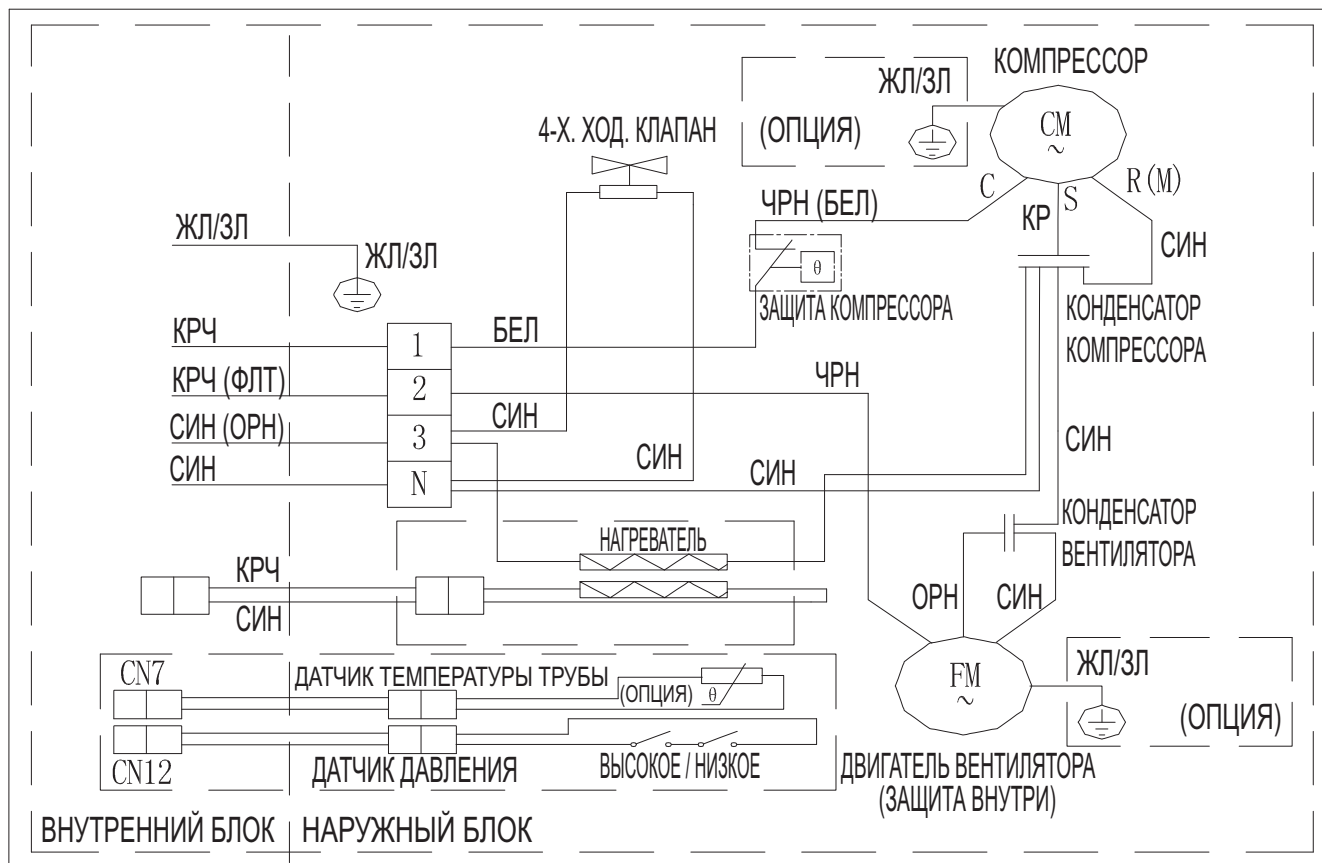 КОМПРЕССОР
ЖЛ/ЗЛ
(ОПЦИЯ)
CM
~
4-Х. ХОД. КЛАПАН
C
S
R(M)
ЧРН (БЕЛ)
КР
СИН
ЖЛ/ЗЛ
ЖЛ/ЗЛ
θ
ЗАЩИТА КОМПРЕССОРА
КОНДЕНСАТОР
КОМПРЕССОРА
КРЧ
1
БЕЛ
КРЧ (ФЛТ)
2
ЧРН
СИН (ОРН)
3
СИН
СИН
N
СИН
СИН
СИН
КОНДЕНСАТОР
ВЕНТИЛЯТОРА
НАГРЕВАТЕЛЬ
КРЧ
СИН
ОРН
СИН
CN7
ДАТЧИК ТЕМПЕРАТУРЫ ТРУБЫ
(ОПЦИЯ)
θ
FM
~
ЖЛ/ЗЛ
(ОПЦИЯ)
CN12
ДАТЧИК ДАВЛЕНИЯ
ВЫСОКОЕ / НИЗКОЕ
ДВИГАТЕЛЬ ВЕНТИЛЯТОРА
(ЗАЩИТА ВНУТРИ)
ВНУТРЕННИЙ БЛОК
НАРУЖНЫЙ БЛОК